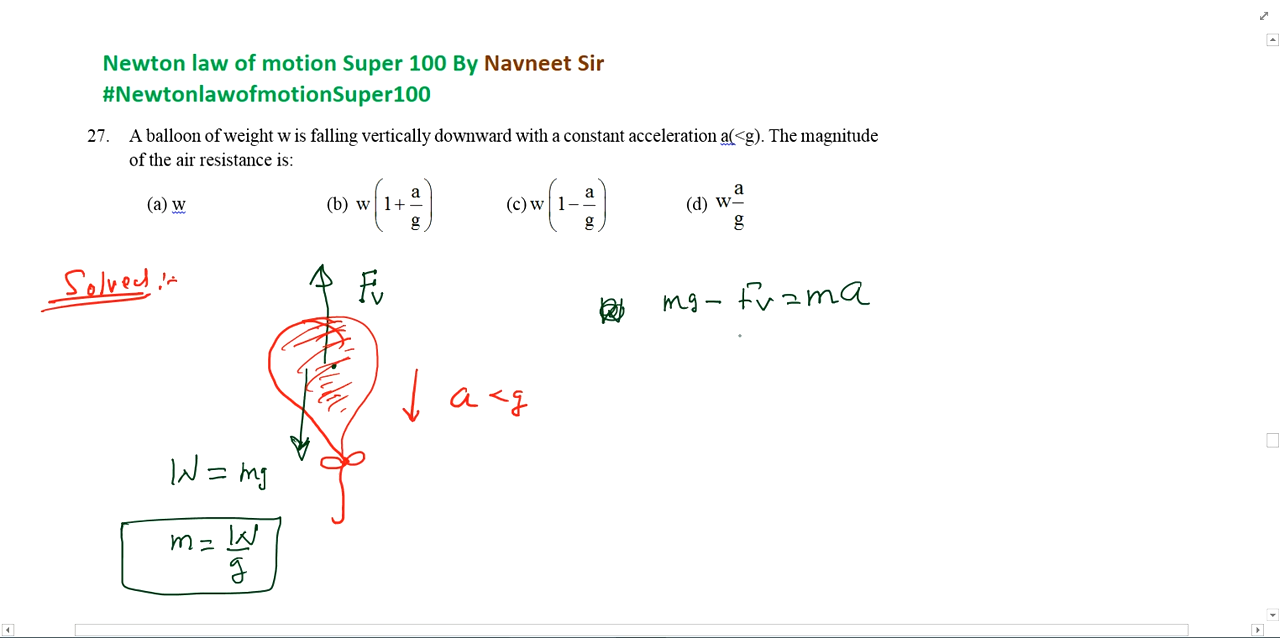 Newton law of motion Super 100 By Navneet Sir
#NewtonlawofmotionSuper100
27. A balloon of weight w is falling vertically downward with a constant acceleration a(<g). The magnitude
of the air resistance is:
(a) w (b) w(1+a/g) (c) w(1−a/g) (d) w a/g
Solved :-
Fv
mg - Fv = ma
a < g
W = mg
m = W/g